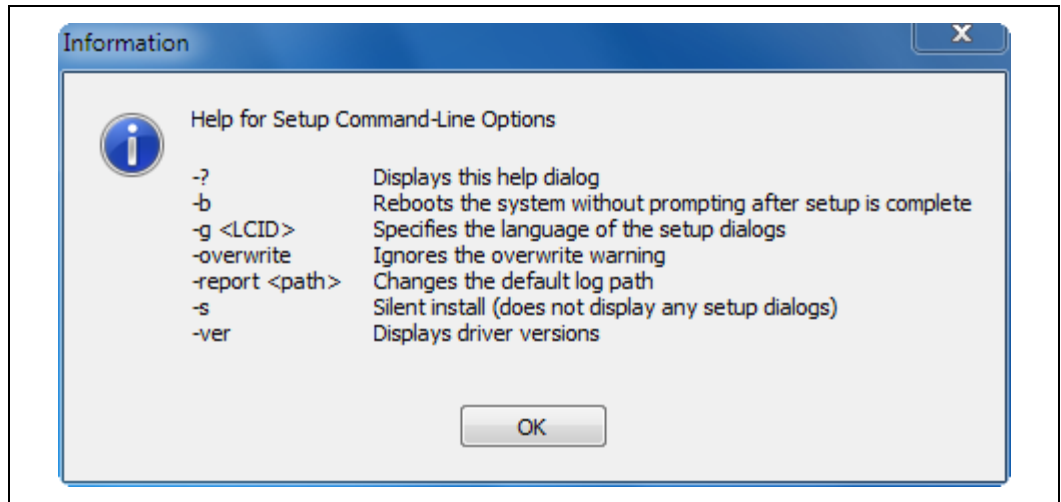 Information
X
Help for Setup Command-Line Options
-? Displays this help dialog
-b Reboots the system without prompting after setup is complete
-g <LCID> Specifies the language of the setup dialogs
-overwrite Ignores the overwrite warning
-report <path> Changes the default log path
-s Silent install (does not display any setup dialogs)
-ver Displays driver versions
OK